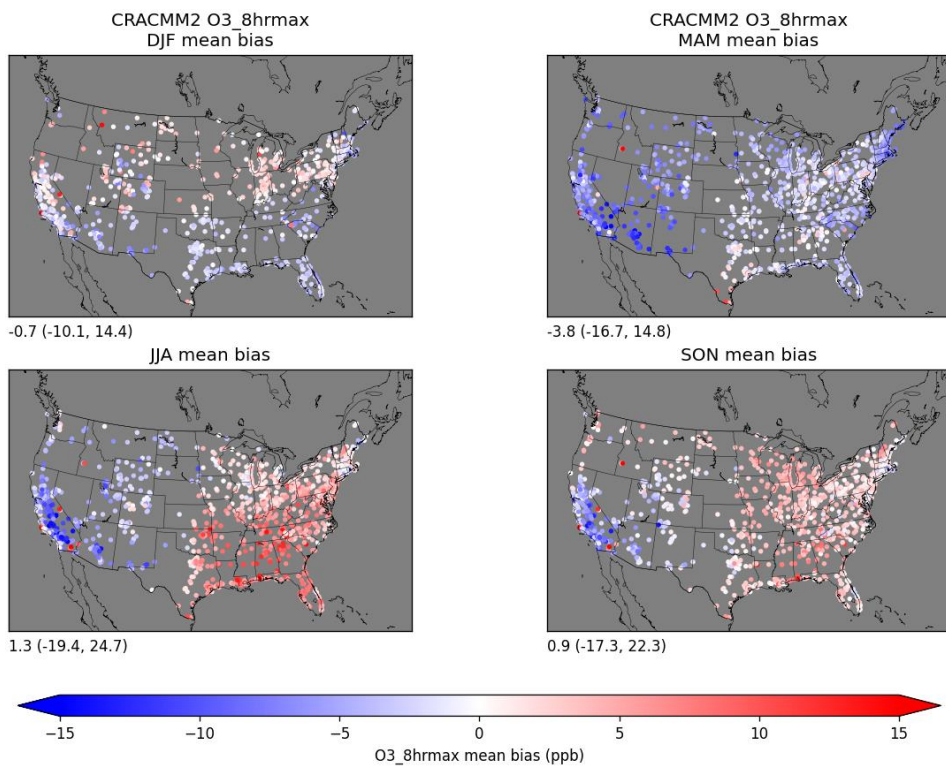 CRACMM2 O3_8hrmax
DJF mean bias
CRACMM2 O3_8hrmax
MAM mean bias
-0.7 (-10.1, 14.4)
-3.8 (-16.7, 14.8)
JJA mean bias
SON mean bias
1.3 (-19.4, 24.7)
0.9 (-17.3, 22.3)
−15 −10 −5 0 5 10 15
O3_8hrmax mean bias (ppb)